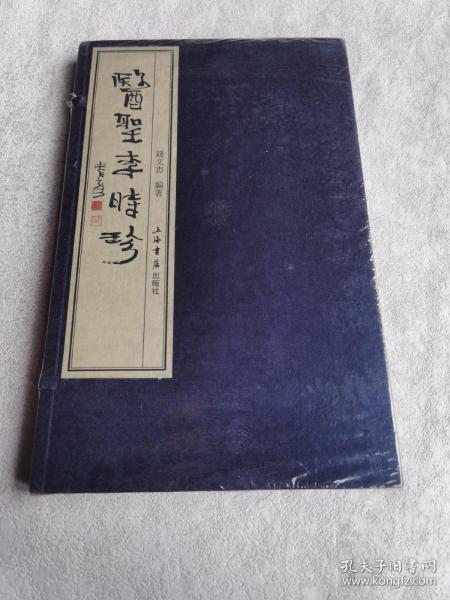 醫聖李時珍
錢文忠 編著
上海書店出版社
孔夫子旧书网
www.kongfz.com